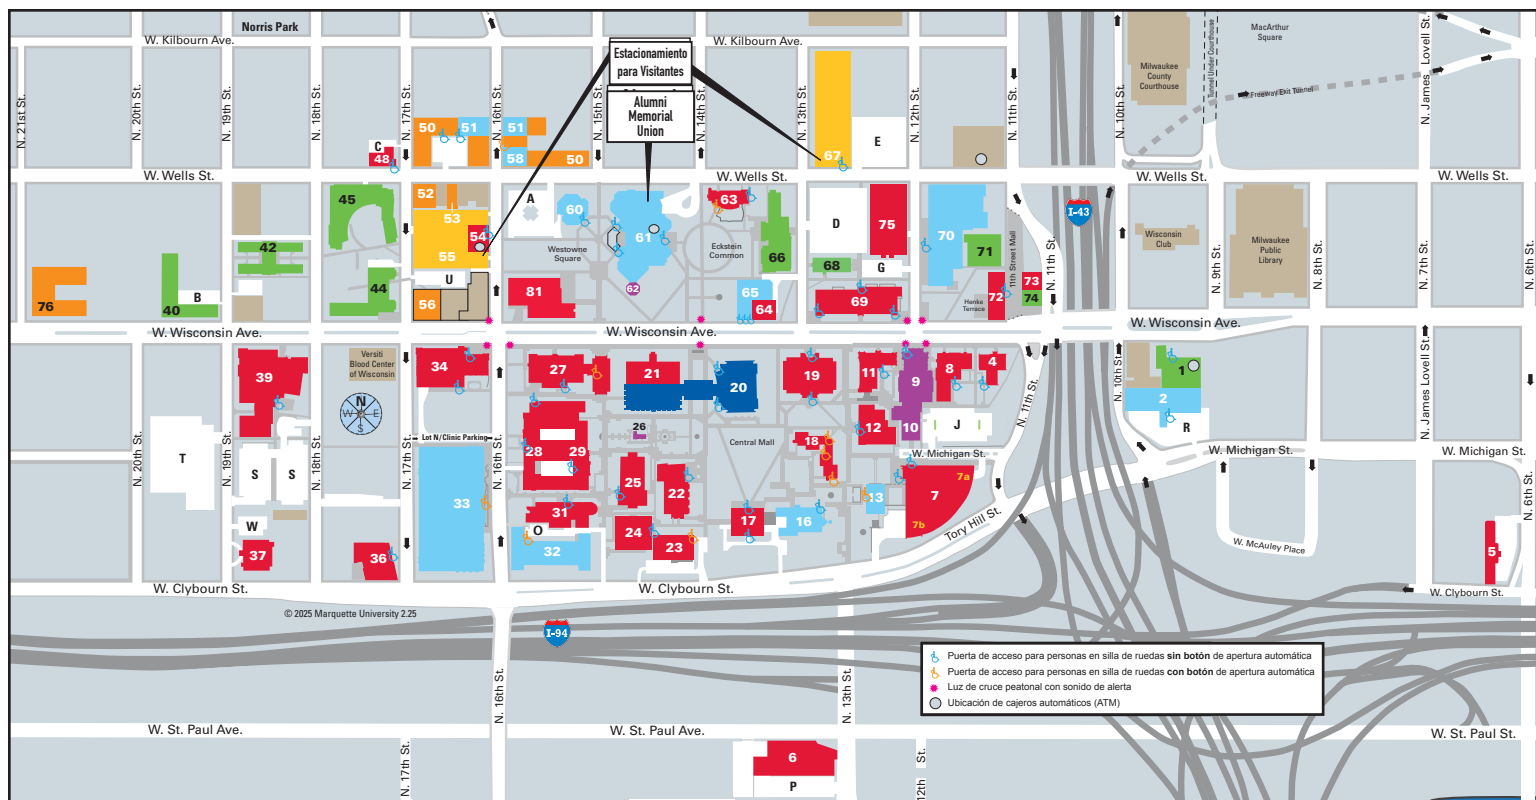 Norris Park
W. Kilbourn Ave.
W. Kilbourn Ave.
MacArthur
Square
Estacionamiento
para Visitantes
Alumni
Memorial
Union
Milwaukee
County
Courthouse
Tunnel Under Courthouse
Freeway Exit Tunnel
N. 21st St.
N. 20th St.
N. 19th St.
N. 18th St.
N. 17th St.
N. 16th St.
N. 15th St.
N. 14th St.
N. 13th St.
N. 12th St.
N. 11th St.
N. 10th St.
N. James Lovell St.
50
51
51
58
50
C
48
67
E
W. Wells St.
W. Wells St.
W. Wells St.
W. Wells St.
45
52
53
54
55
A
60
61
63
66
D
75
68
G
70
71
I-43
42
44
40
B
76
U
56
81
Westowne
Square
62
Eckstein
Common
65
64
69
72
73
74
Henke
Terrace
11th Street Mall
N. 11th St.
Wisconsin
Club
Milwaukee
Public
Library
N. 9th St.
N. 8th St.
N. 7th St.
N. 6th St.
W. Wisconsin Ave.
W. Wisconsin Ave.
W. Wisconsin Ave.
39
Versiti
Blood Center
of Wisconsin
34
27
21
20
19
11
9
8
4
1
2
R
N
W
E
S
Lot N/Clinic Parking
26
28
29
Central Mall
18
12
10
J
N. 11th St.
N. 10th St.
N. James Lovell St.
N. 20th St.
N. 19th St.
N. 18th St.
N. 17th St.
N. 16th St.
T
S
S
W
37
36
33
25
22
31
O
32
24
23
17
16
13
W. Michigan St.
7a
7
7b
Tory Hill St.
W. Michigan St.
W. Michigan St.
W. McAuley Place
5
N. 6th St.
W. Clybourn St.
W. Clybourn St.
W. Clybourn St.
© 2025 Marquette University 2.25
I-94
Puerta de acceso para personas en silla de ruedas sin botón de apertura automática
Puerta de acceso para personas en silla de ruedas con botón de apertura automática
Luz de cruce peatonal con sonido de alerta
Ubicación de cajeros automáticos (ATM)
N. 16th St.
N. 13th St.
W. St. Paul Ave.
W. St. Paul Ave.
W. St. Paul St.
N. 17th St.
6
P
12th St.